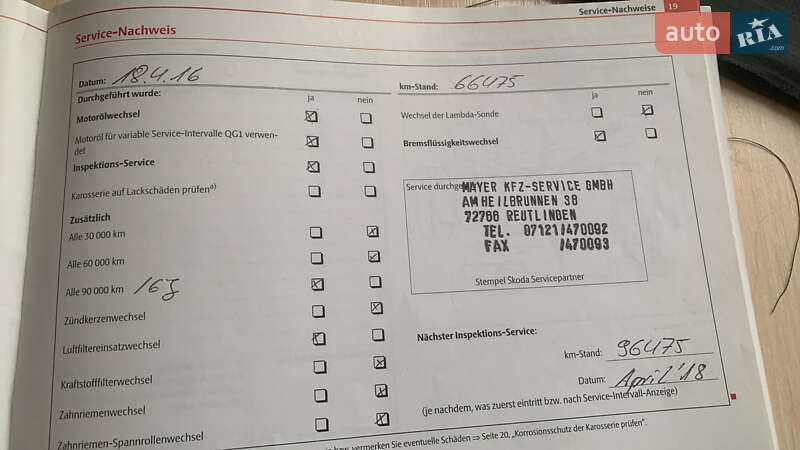 Service-Nachweise 19
auto RIA .com
Service-Nachweis
Datum: 18.4.16
km-Stand: 66475
Durchgeführt wurde: ja nein
ja nein
Motorölwechsel
Wechsel der Lambda-Sonde
Motoröl für variable Service-Intervalle QG1 verwen-
det
Bremsflüssigkeitswechsel
Inspektions-Service
Karosserie auf Lackschäden prüfen a)
Service durchge
MAYER KFZ-SERVICE GMBH
AM HEILBRUNNEN 38
72766 REUTLINGEN
TEL. 07121/470092
FAX /470093
Stempel Škoda Servicepartner
Zusätzlich
Alle 30 000 km
Alle 60 000 km
Alle 90 000 km /6J
Zündkerzenwechsel
Luftfiltereinsatzwechsel
Kraftstofffilterwechsel
Zahnriemenwechsel
Zahnriemen-Spannrollenwechsel
Nächster Inspektions-Service:
km-Stand: 96475
Datum: April '18
(je nachdem, was zuerst eintritt bzw. nach Service-Intervall-Anzeige)
bzw. vermerken Sie eventuelle Schäden ⇒ Seite 20, „Korrosionsschutz der Karosserie prüfen".